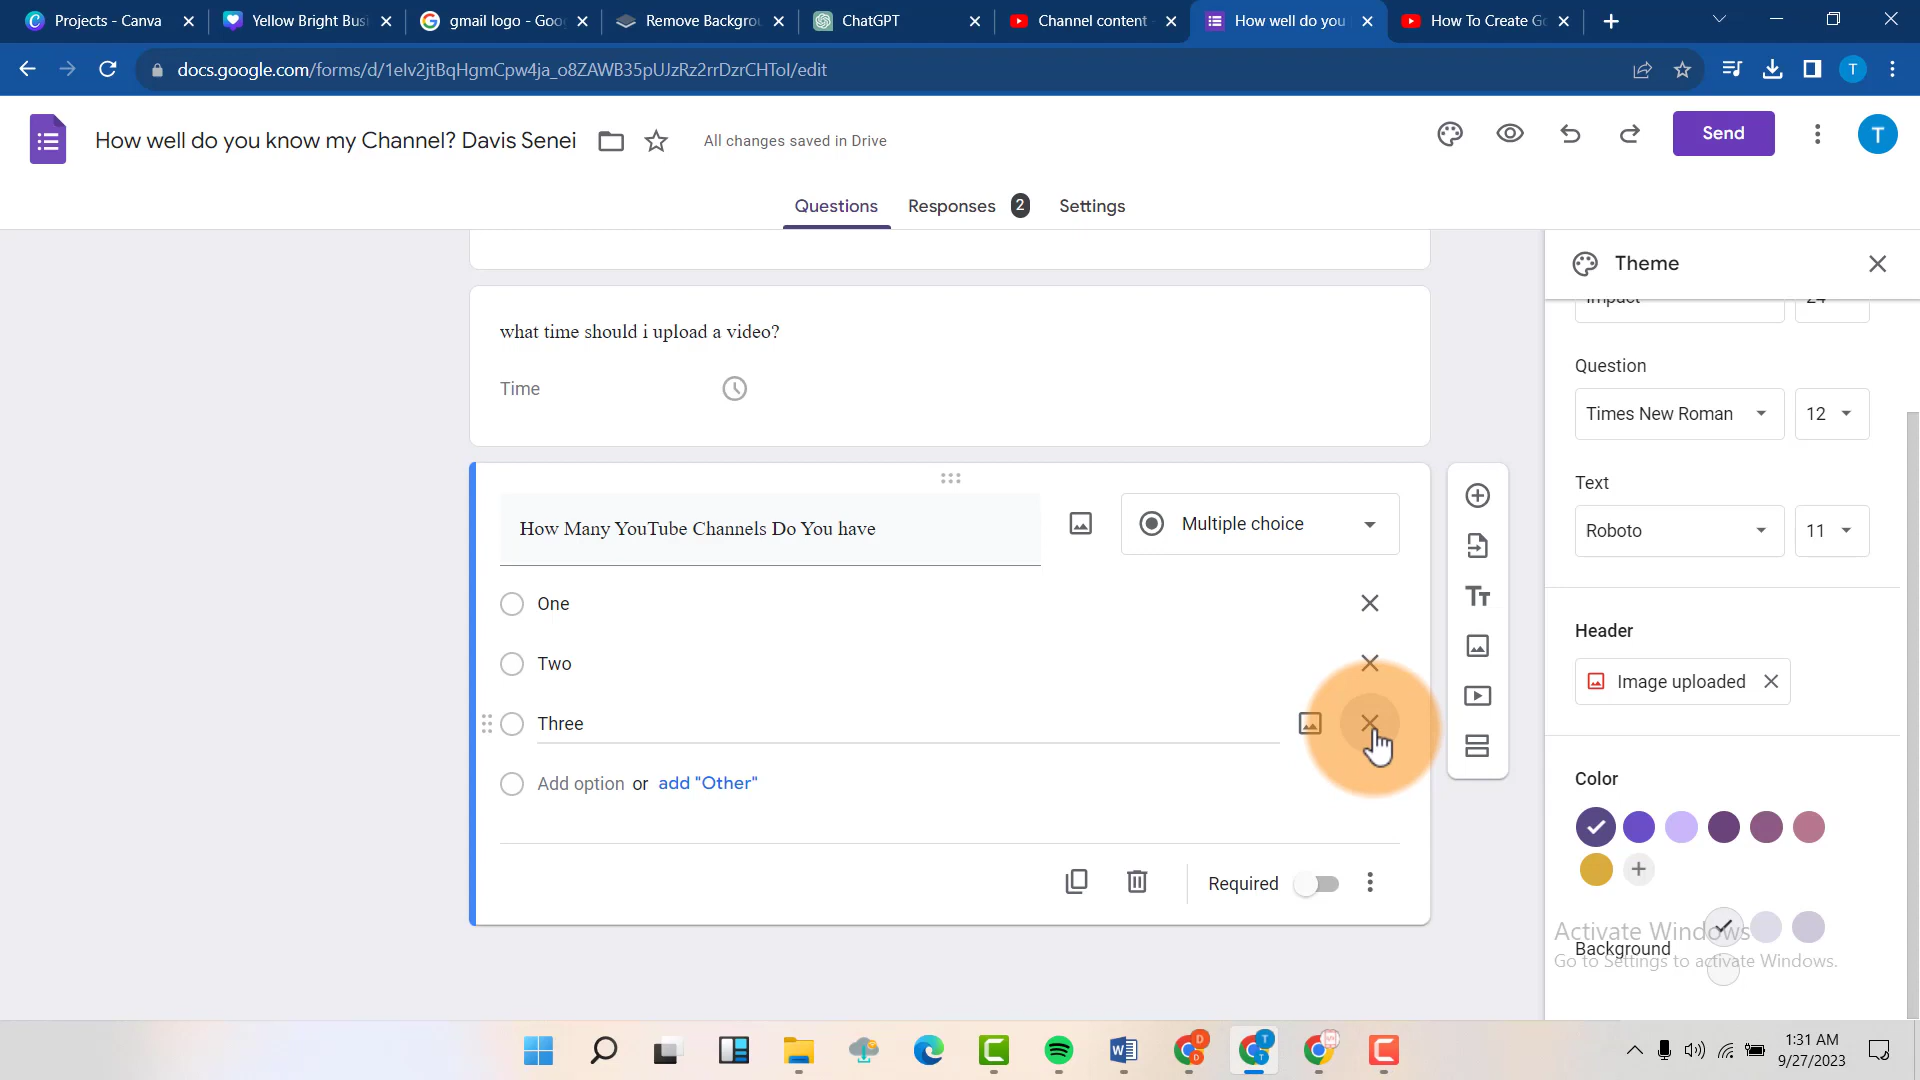 Projects - Canva
Yellow Bright Busi
gmail logo - Goo
Remove Backgrou
ChatGPT
Channel content -
How well do you
How To Create Go
docs.google.com/forms/d/1eIv2jtBqHgmCpw4ja_o8ZAWB35pUJzRz2rrDzrCHToI/edit
T
How well do you know my Channel? Davis Senei
All changes saved in Drive
Send
T
Questions
Responses 2
Settings
Theme
Impact 24
what time should i upload a video?
Time
Question
Times New Roman 12
How Many YouTube Channels Do You have
Multiple choice
Text
Roboto 11
One
Two
Three
Add option or add "Other"
Header
Image uploaded
Color
Required
Background
Activate Windows
Go to Settings to activate Windows.
1:31 AM
9/27/2023